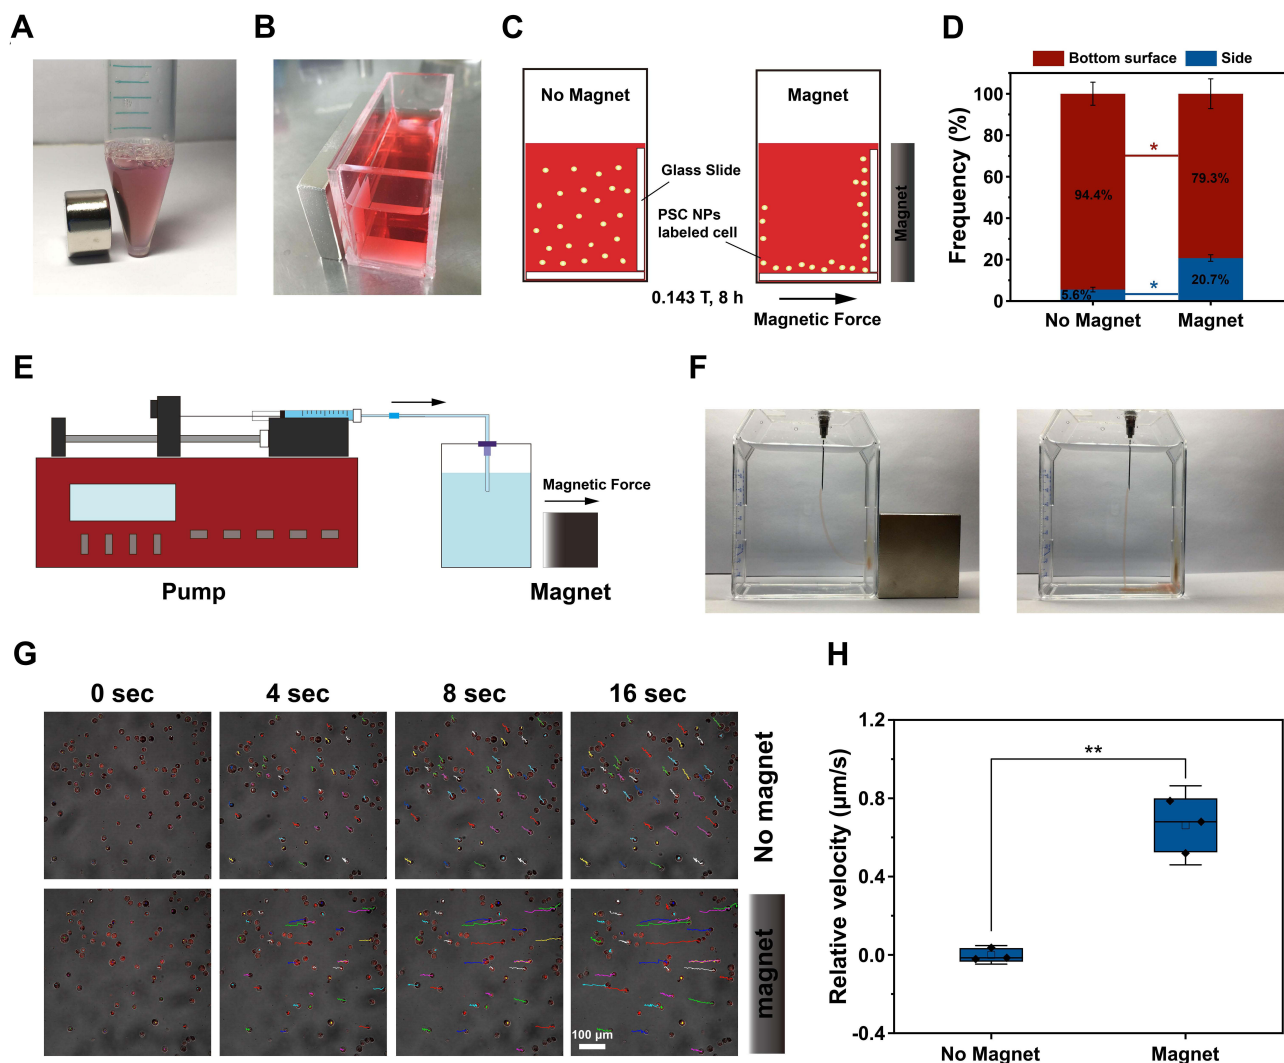 A
B
C
D
No Magnet
Magnet
Glass Slide
PSC NPs
labeled cell
Magnet
0.143 T, 8 h
Magnetic Force
Bottom surface
Side
Frequency (%)
100
80
60
40
20
0
94.4%
5.6%
*
*
79.3%
20.7%
No Magnet
Magnet
E
F
Magnetic Force
Pump
Magnet
G
H
0 sec
4 sec
8 sec
16 sec
No magnet
magnet
100 µm
Relative velocity (µm/s)
1.2
0.8
0.4
0.0
-0.4
**
No Magnet
Magnet